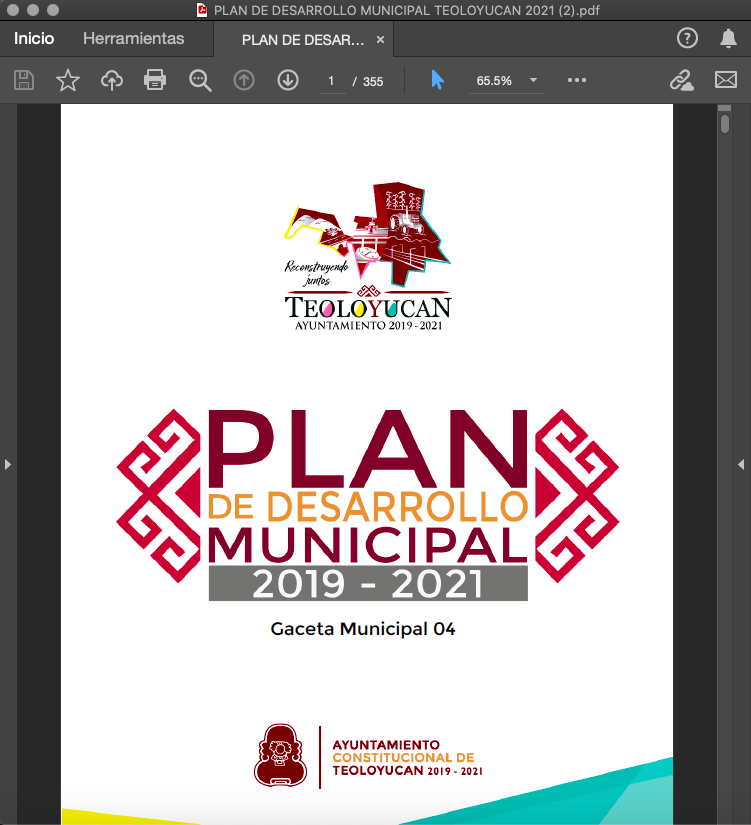 PLAN DE DESARROLLO MUNICIPAL TEOLOYUCAN 2021 (2).pdf
Inicio
Herramientas
PLAN DE DESAR... ×
1 / 355
65.5%
Reconstruyendo
juntos
TEOLOYUCAN
AYUNTAMIENTO 2019 - 2021
PLAN
DE DESARROLLO
MUNICIPAL
2019 - 2021
Gaceta Municipal 04
AYUNTAMIENTO
CONSTITUCIONAL DE
TEOLOYUCAN 2019 - 2021